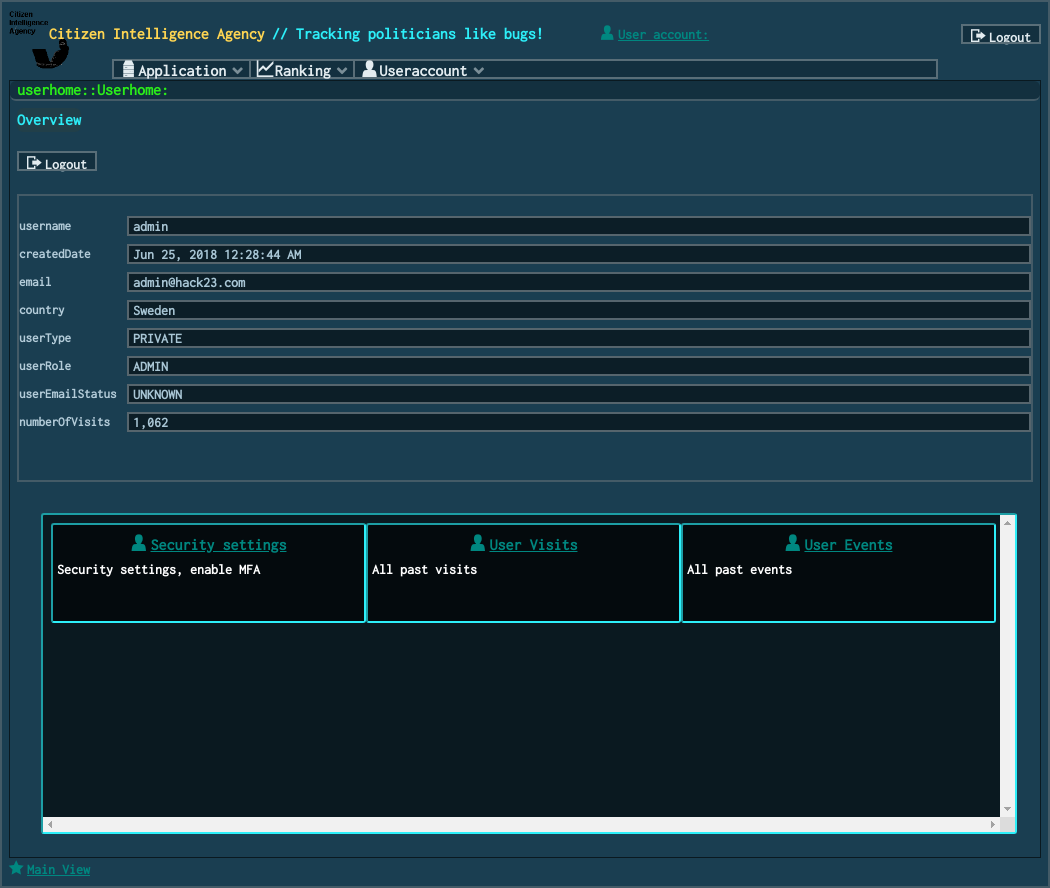 Citizen
Intelligence
Agency
Citizen Intelligence Agency // Tracking politicians like bugs!
User account:
Logout
Application
Ranking
Useraccount
userhome::Userhome:
Overview
Logout
username admin
createdDate Jun 25, 2018 12:28:44 AM
email admin@hack23.com
country Sweden
userType PRIVATE
userRole ADMIN
userEmailStatus UNKNOWN
numberOfVisits 1,062
Security settings
Security settings, enable MFA
User Visits
All past visits
User Events
All past events
Main View